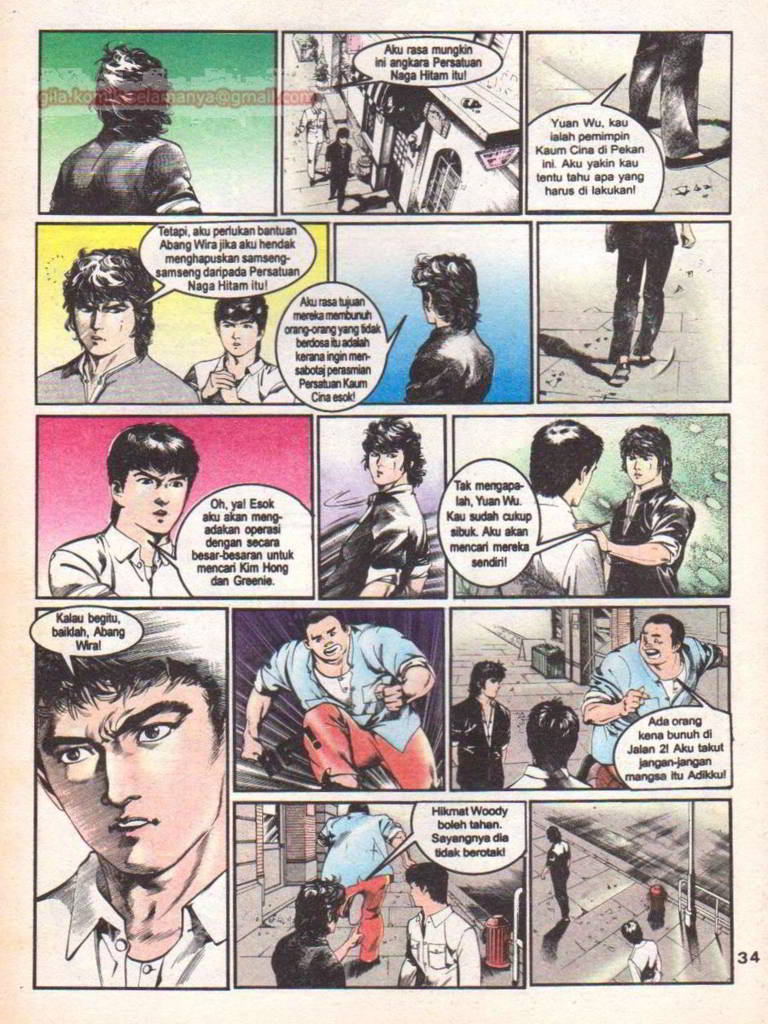 gila.komikselamanya@gmail.com
Aku rasa mungkin
ini angkara Persatuan
Naga Hitam itu!
Yuan Wu, kau
ialah pemimpin
Kaum Cina di Pekan
ini. Aku yakin kau
tentu tahu apa yang
harus di lakukan!
Tetapi, aku perlukan bantuan
Abang Wira jika aku hendak
menghapuskan samseng-
samseng daripada Persatuan
Naga Hitam itu!
Aku rasa tujuan
mereka membunuh
orang-orang yang tidak
berdosa itu adalah
kerana ingin men-
sabotaj perasmian
Persatuan Kaum
Cina esok!
Oh, ya! Esok
aku akan meng-
adakan operasi
dengan secara
besar-besaran untuk
mencari Kim Hong
dan Greenie.
Tak mengapa-
lah, Yuan Wu.
Kau sudah cukup
sibuk. Aku akan
mencari mereka
sendiri!
Kalau begitu,
baiklah, Abang
Wira!
Ada orang
kena bunuh di
Jalan 2! Aku takut
jangan-jangan
mangsa itu Adikku!
Hikmat Woody
boleh tahan.
Sayangnya dia
tidak berotak!
34